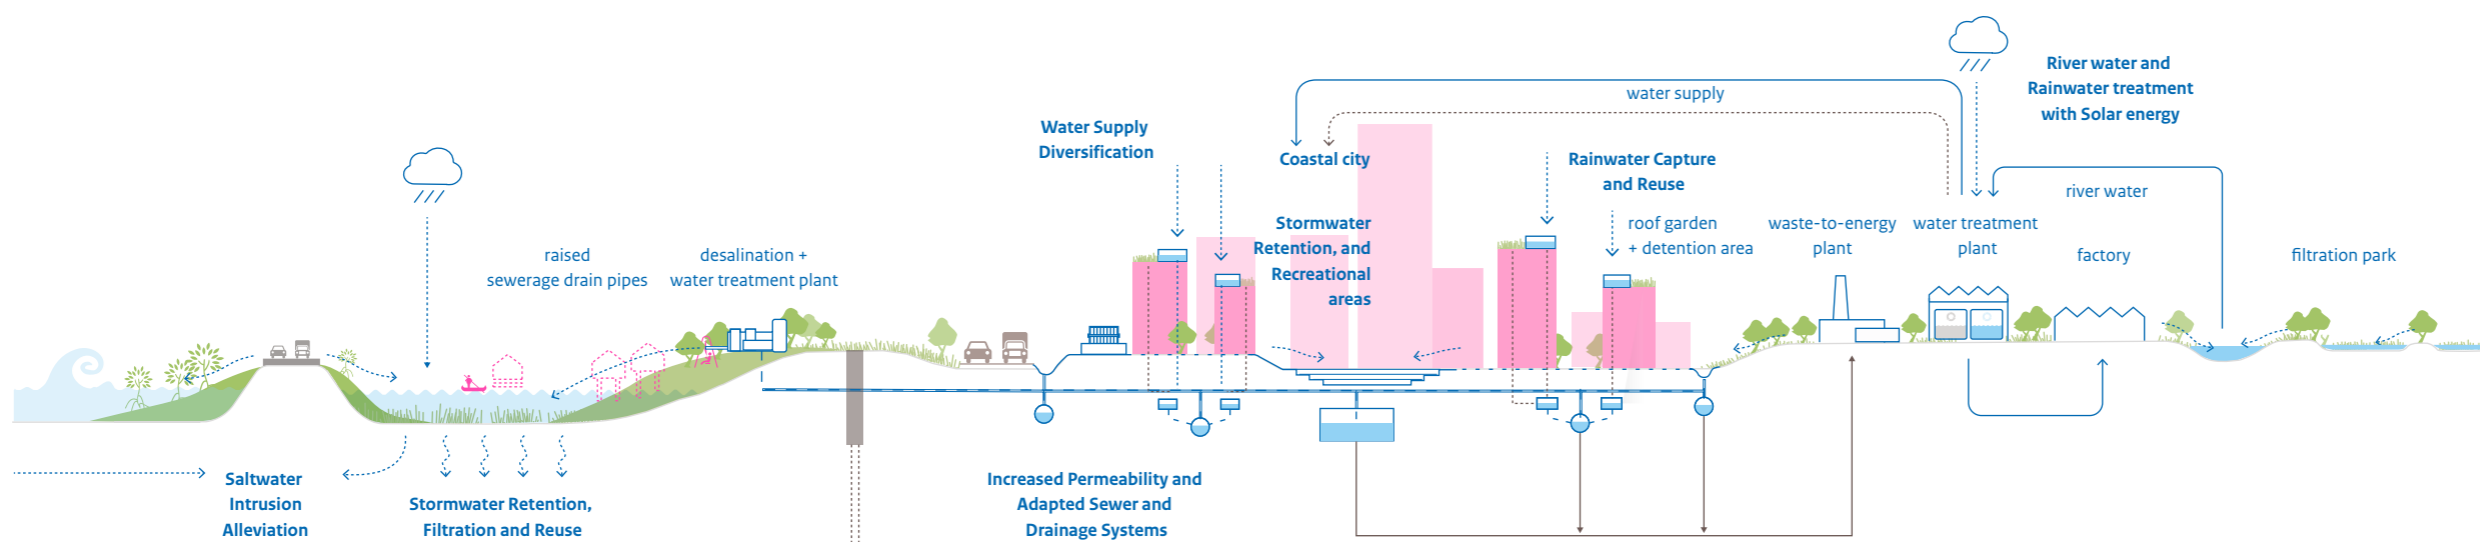 River water and
Rainwater treatment
with Solar energy
water supply
Water Supply
Diversification
Coastal city
Rainwater Capture
and Reuse
river water
Stormwater
Retention, and
Recreational
areas
roof garden
+ detention area
waste-to-energy
plant
water treatment
plant
factory
filtration park
raised
sewerage drain pipes
desalination +
water treatment plant
Saltwater
Intrusion
Alleviation
Stormwater Retention,
Filtration and Reuse
Increased Permeability and
Adapted Sewer and
Drainage Systems